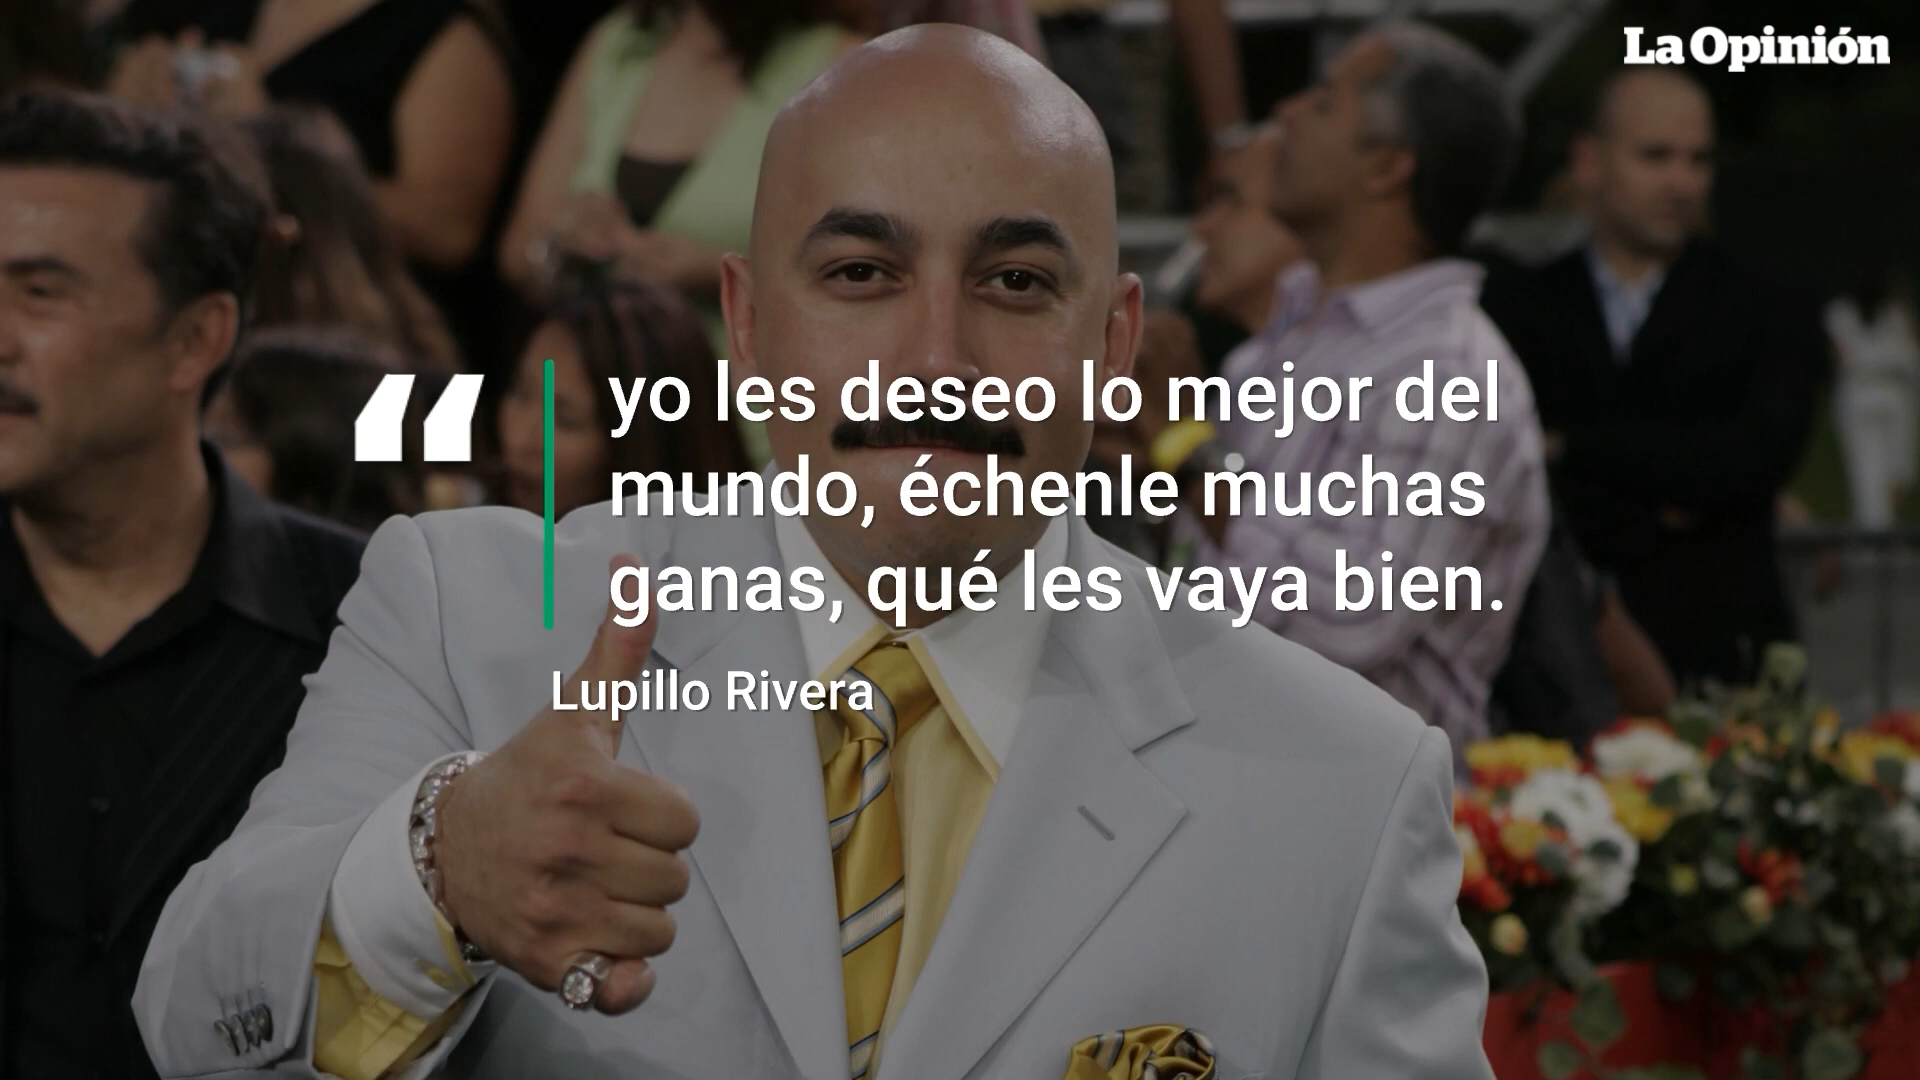 La Opinión
yo les deseo lo mejor del
mundo, échenle muchas
ganas, qué les vaya bien.
Lupillo Rivera